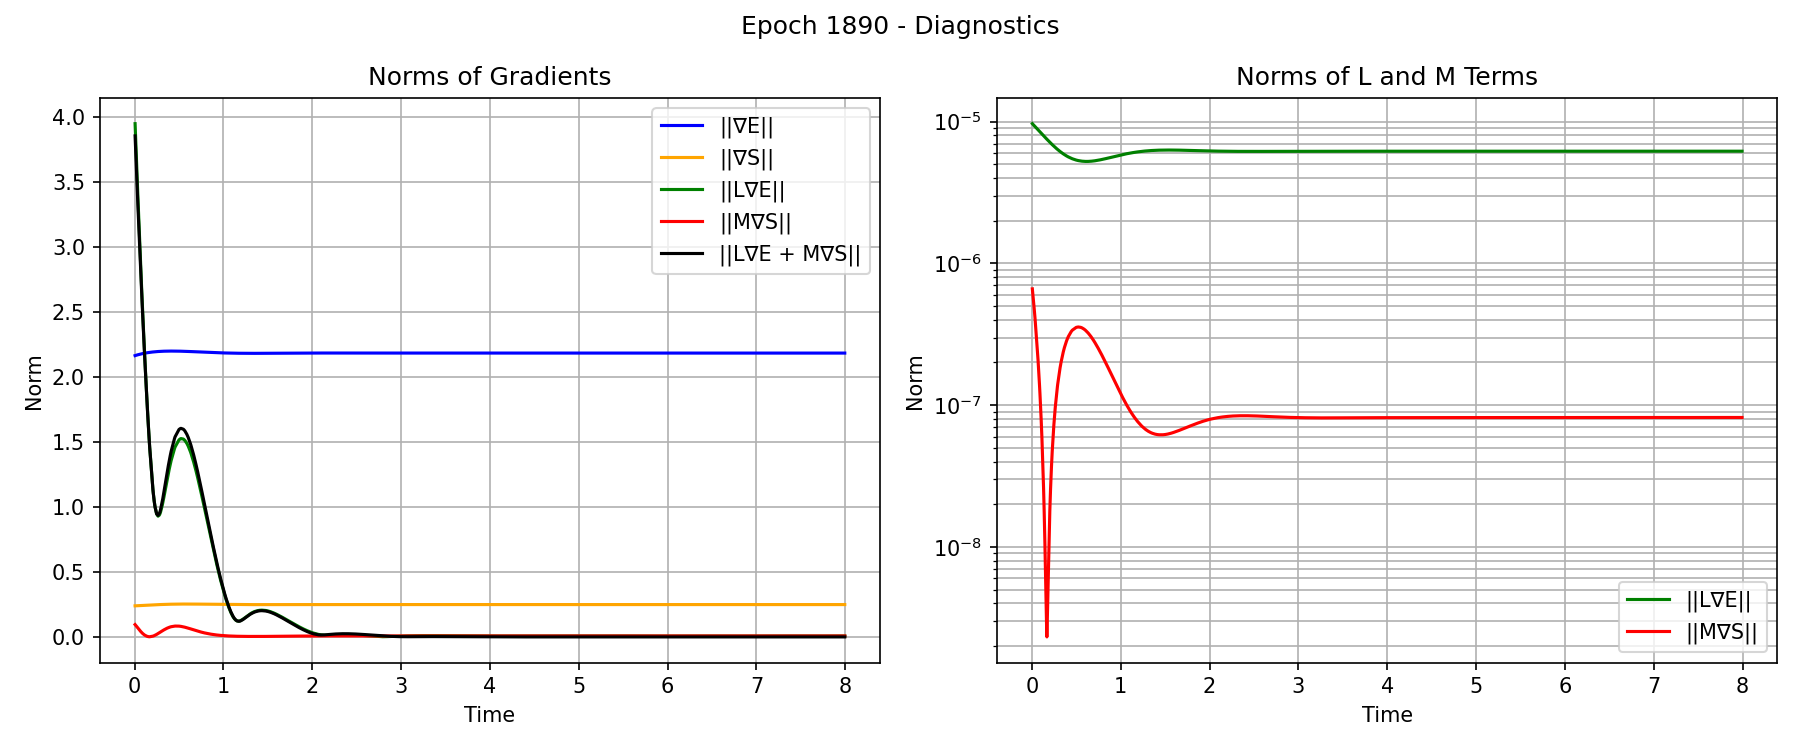 Epoch 1890 - Diagnostics
Norms of Gradients
Norm
4.0
3.5
3.0
2.5
2.0
1.5
1.0
0.5
0.0
||∇E||
||∇S||
||L∇E||
||M∇S||
||L∇E + M∇S||
0 1 2 3 4 5 6 7 8
Time
Norms of L and M Terms
Norm
10⁻⁵
10⁻⁶
10⁻⁷
10⁻⁸
||L∇E||
||M∇S||
0 1 2 3 4 5 6 7 8
Time